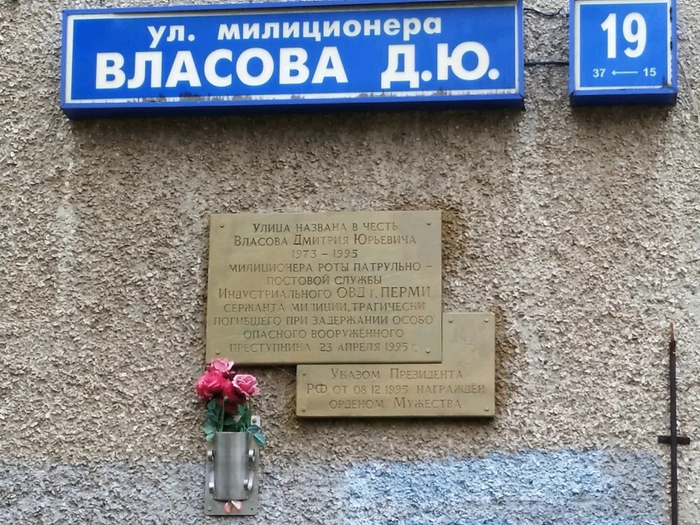 ул. милиционера
ВЛАСОВА Д.Ю.
19
37 ← 15
УЛИЦА НАЗВАНА В ЧЕСТЬ
ВЛАСОВА ДМИТРИЯ ЮРЬЕВИЧА
1973 – 1995
МИЛИЦИОНЕРА РОТЫ ПАТРУЛЬНО –
ПОСТОВОЙ СЛУЖБЫ
ИНДУСТРИАЛЬНОГО ОВД г. ПЕРМИ
СЕРЖАНТА МИЛИЦИИ, ТРАГИЧЕСКИ
ПОГИБШЕГО ПРИ ЗАДЕРЖАНИИ ОСОБО
ОПАСНОГО ВООРУЖЁННОГО
ПРЕСТУПНИКА 23 АПРЕЛЯ 1995 г.
УКАЗОМ ПРЕЗИДЕНТА
РФ ОТ 08.12.1995 НАГРАЖДЕН
ОРДЕНОМ МУЖЕСТВА